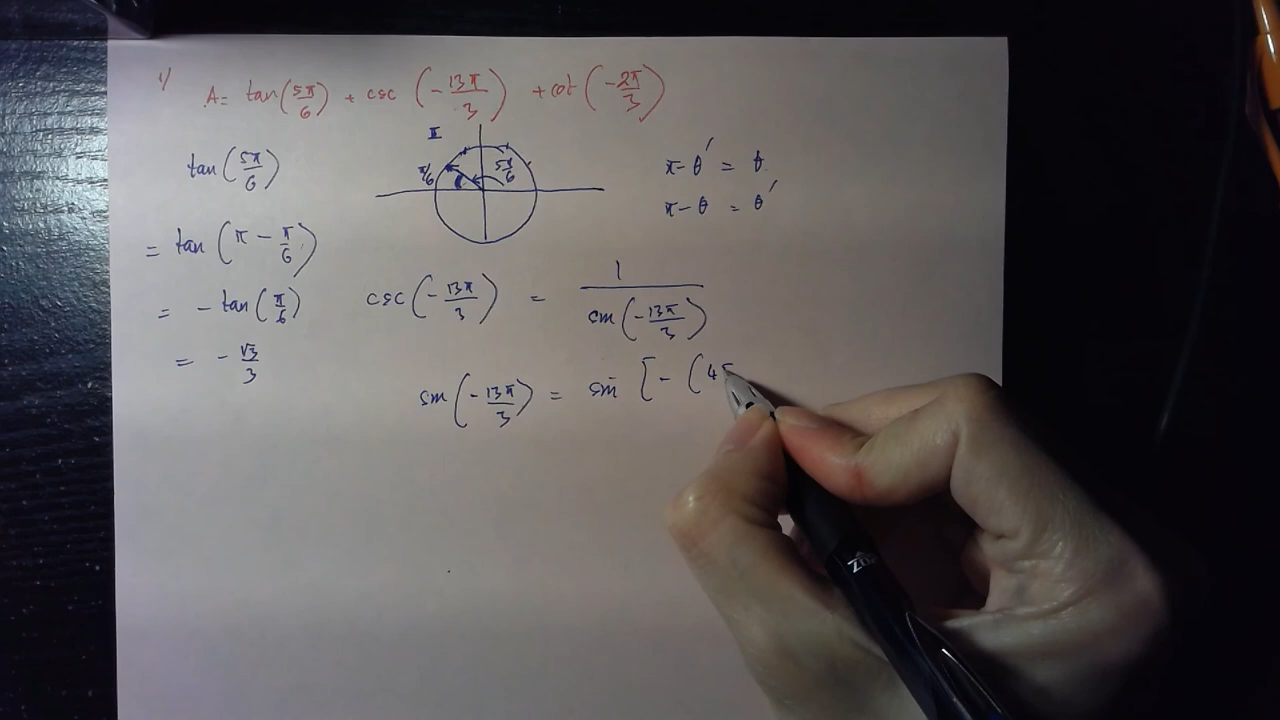 1/ A = tan(5π/6) + csc(-13π/3) + cot(-2π/3)
tan(5π/6)
II
π/6
5π/6
π - θ' = θ
π - θ = θ'
= tan(π - π/6)
= - tan(π/6)
= - √3/3
csc(-13π/3) = 1/sin(-13π/3)
sin(-13π/3) = sin [- (4